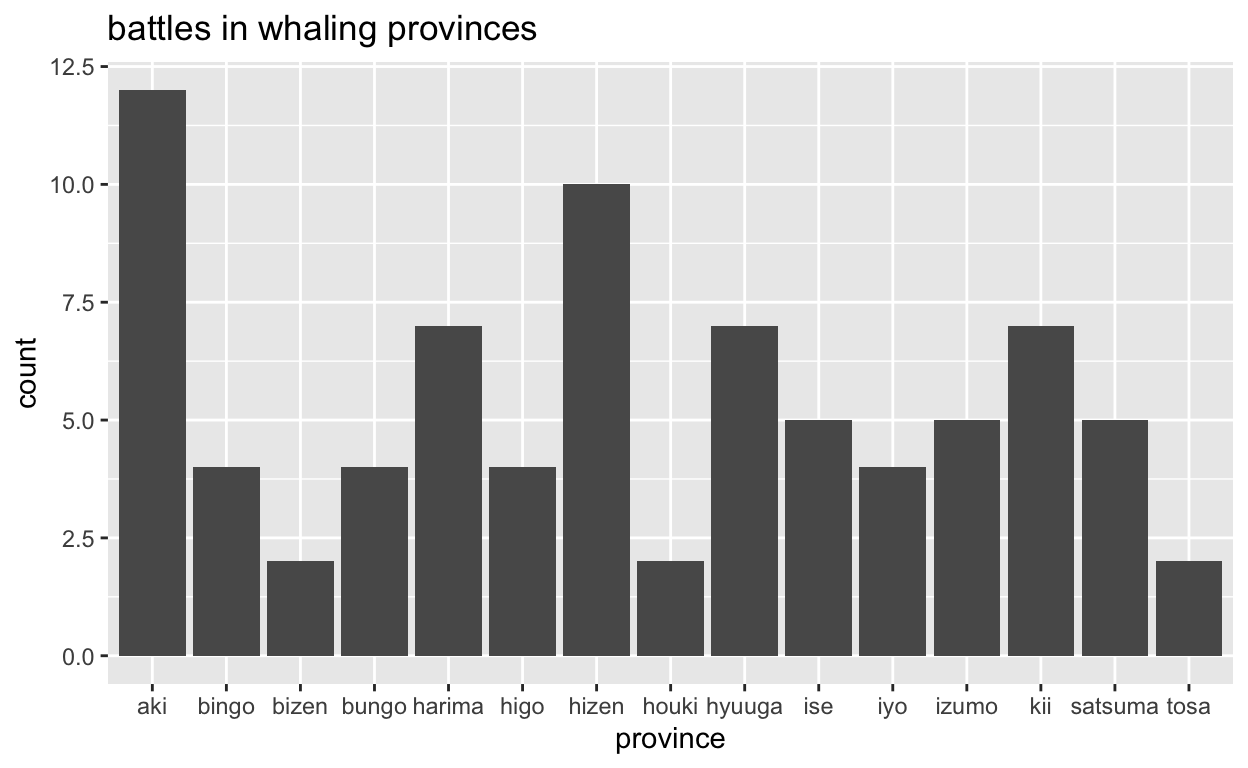 battles in whaling provinces
12.5
10.0
7.5
5.0
2.5
0.0
count
aki bingo bizen bungo harima higo hizen houki hyuuga ise iyo izumo kii satsuma tosa
province